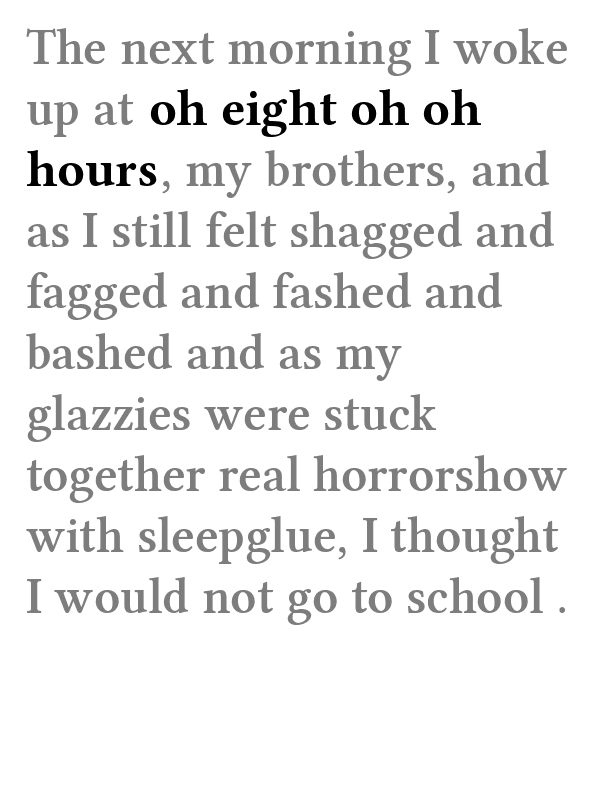 The next morning I woke
up at oh eight oh oh
hours, my brothers, and
as I still felt shagged and
fagged and fashed and
bashed and as my
glazzies were stuck
together real horrorshow
with sleepglue, I thought
I would not go to school .